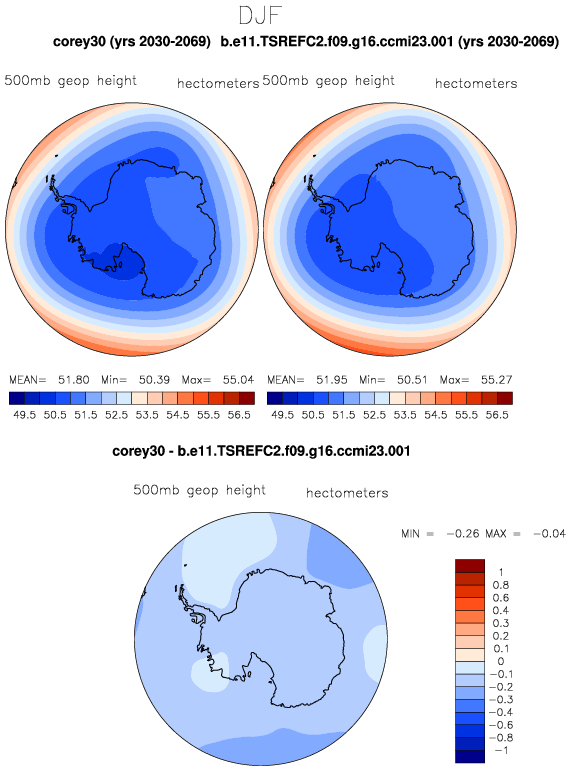 DJF
corey30 (yrs 2030-2069) b.e11.TSREFC2.f09.g16.ccmi23.001 (yrs 2030-2069)
500mb geop height hectometers 500mb geop height hectometers
MEAN= 51.80 Min= 50.39 Max= 55.04 MEAN= 51.95 Min= 50.51 Max= 55.27
49.5 50.5 51.5 52.5 53.5 54.5 55.5 56.5 49.5 50.5 51.5 52.5 53.5 54.5 55.5 56.5
corey30 - b.e11.TSREFC2.f09.g16.ccmi23.001
500mb geop height hectometers
MIN = -0.26 MAX = -0.04
1
0.8
0.6
0.4
0.3
0.2
0.1
0
-0.1
-0.2
-0.3
-0.4
-0.6
-0.8
-1